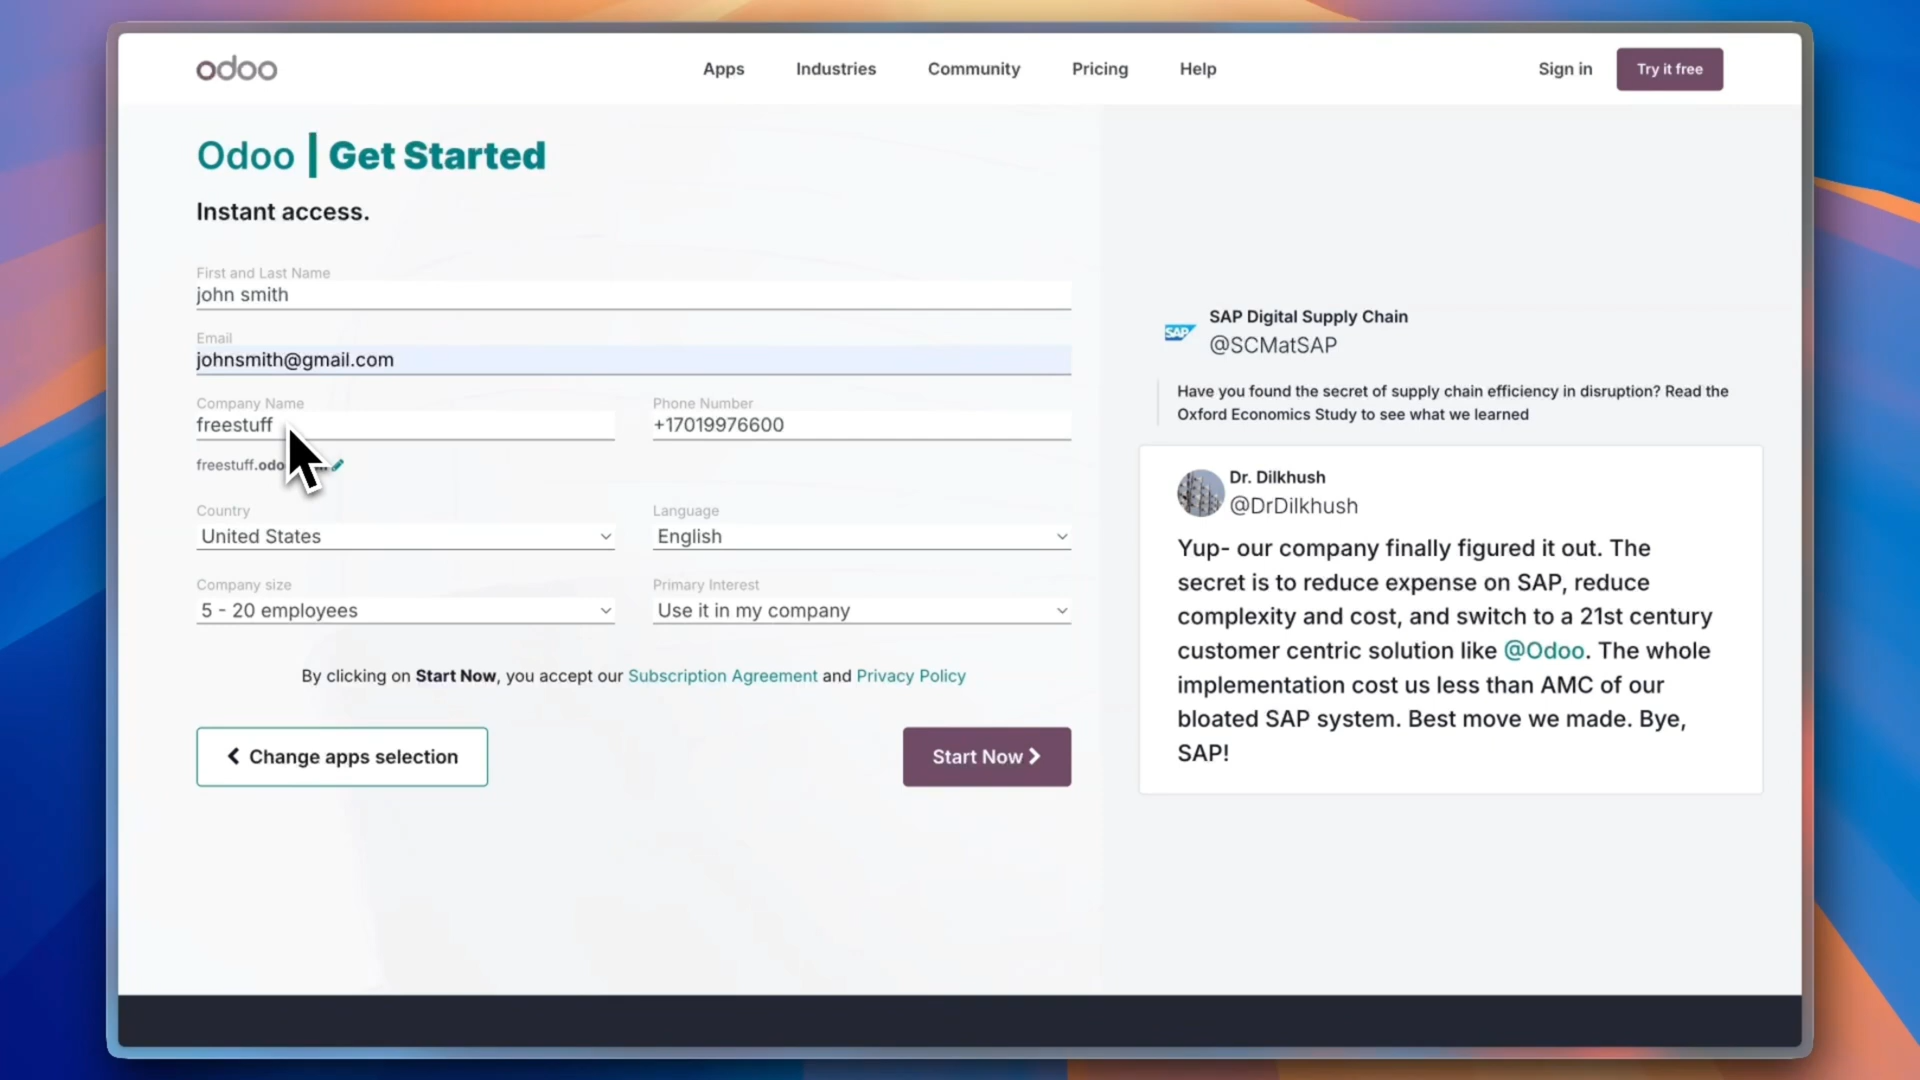 odoo
Apps Industries Community Pricing Help
Sign in Try it free
Odoo | Get Started
Instant access.
First and Last Name
john smith
Email
johnsmith@gmail.com
Company Name Phone Number
freestuff +17019976600
freestuff.odo
Country Language
United States English
Company size Primary Interest
5 - 20 employees Use it in my company
By clicking on Start Now, you accept our Subscription Agreement and Privacy Policy
Change apps selection Start Now
SAP SAP Digital Supply Chain
@SCMatSAP
Have you found the secret of supply chain efficiency in disruption? Read the
Oxford Economics Study to see what we learned
Dr. Dilkhush
@DrDilkhush
Yup- our company finally figured it out. The
secret is to reduce expense on SAP, reduce
complexity and cost, and switch to a 21st century
customer centric solution like @Odoo. The whole
implementation cost us less than AMC of our
bloated SAP system. Best move we made. Bye,
SAP!